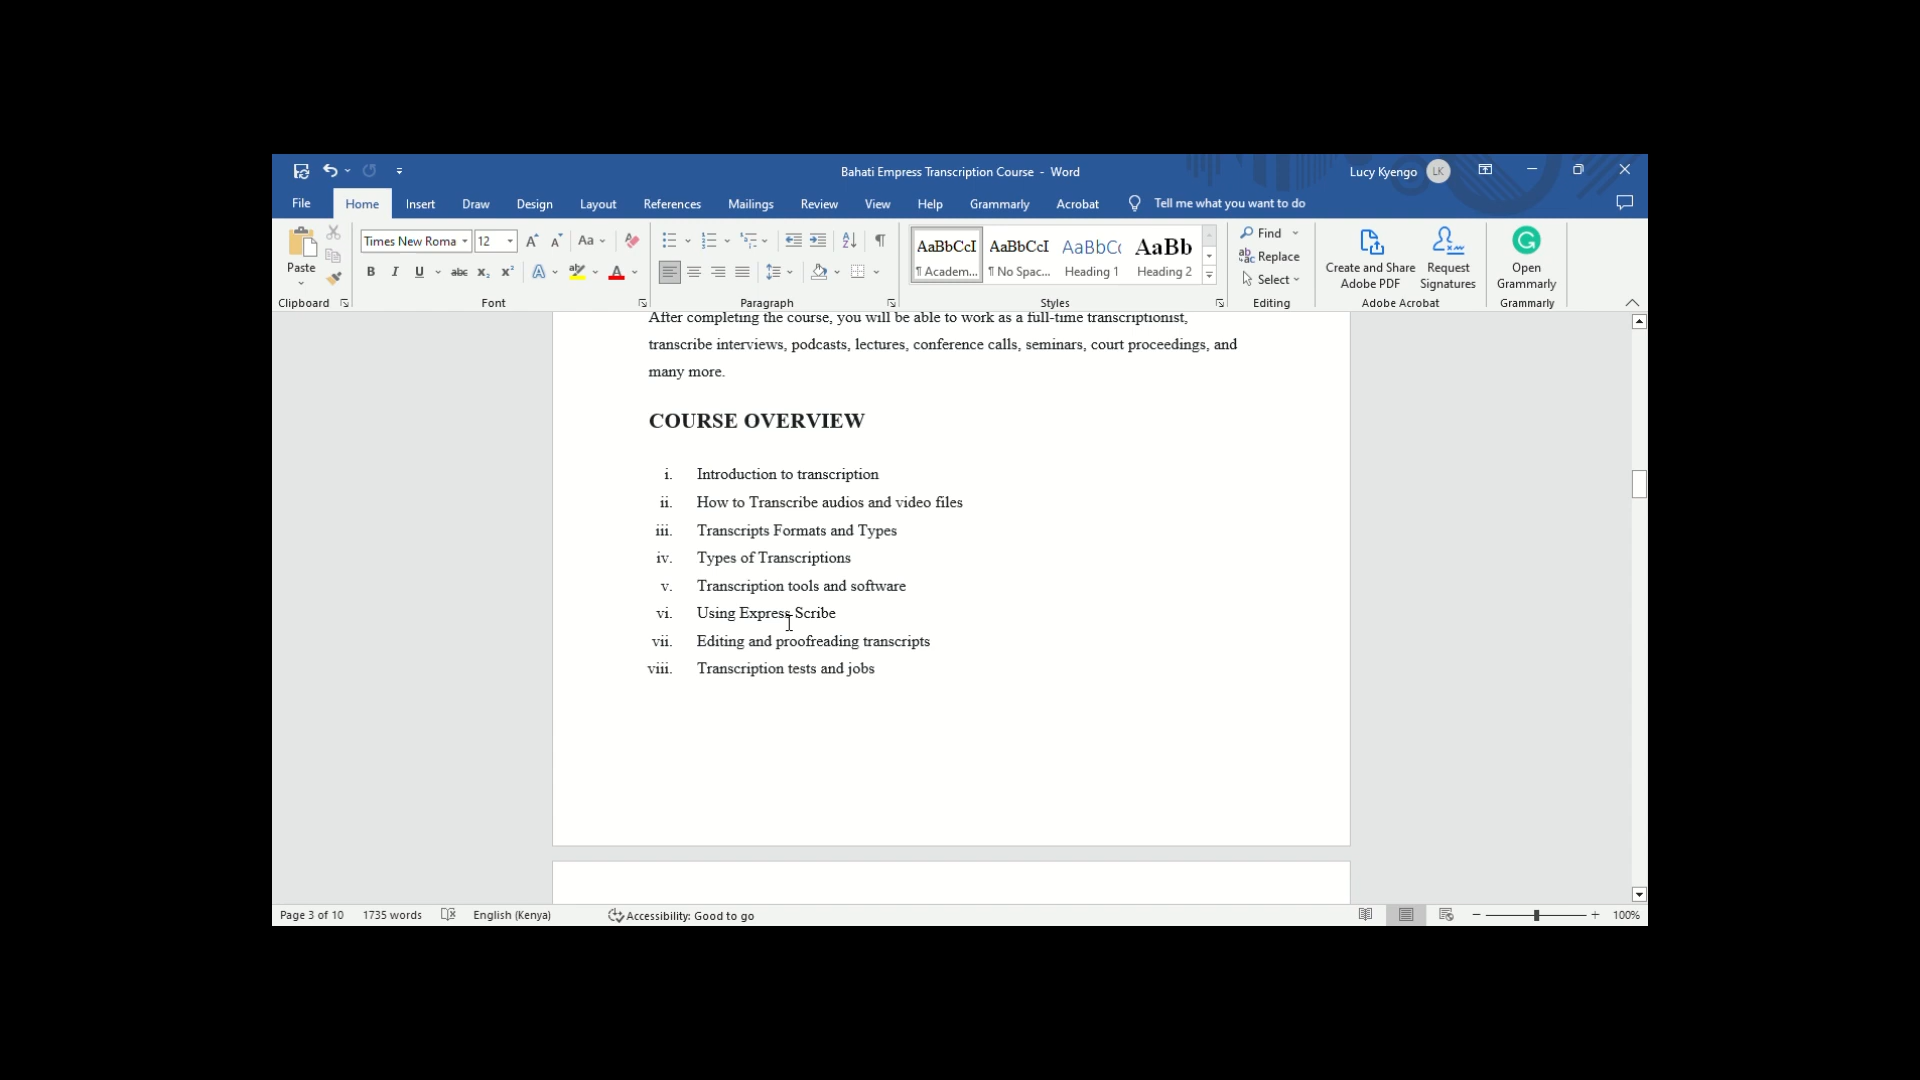 Bahati Empress Transcription Course - Word
Lucy Kyengo LK
File Home Insert Draw Design Layout References Mailings Review View Help Grammarly Acrobat Tell me what you want to do
Times New Roma 12
Paste
B I U abc x₂ x² A
AaBbCcI AaBbCcI AaBbC AaBb
¶ Academ... ¶ No Spac... Heading 1 Heading 2
Find
Replace
Select
Create and Share
Adobe PDF
Request
Signatures
Open
Grammarly
Clipboard Font Paragraph Styles Editing Adobe Acrobat Grammarly
After completing the course, you will be able to work as a full-time transcriptionist,
transcribe interviews, podcasts, lectures, conference calls, seminars, court proceedings, and
many more.
COURSE OVERVIEW
i. Introduction to transcription
ii. How to Transcribe audios and video files
iii. Transcripts Formats and Types
iv. Types of Transcriptions
v. Transcription tools and software
vi. Using Express Scribe
vii. Editing and proofreading transcripts
viii. Transcription tests and jobs
Page 3 of 10 1735 words English (Kenya) Accessibility: Good to go 100%